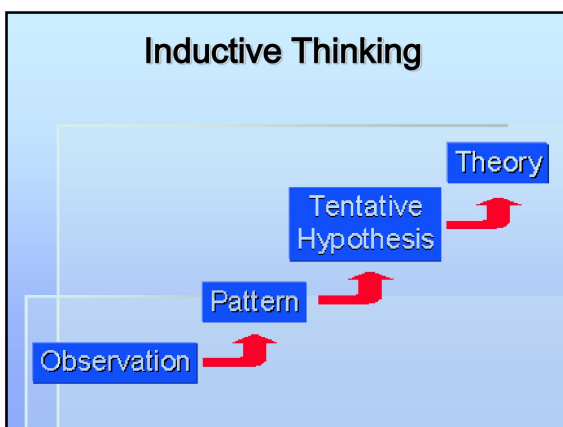 Inductive Thinking
Theory
Tentative
Hypothesis
Pattern
Observation